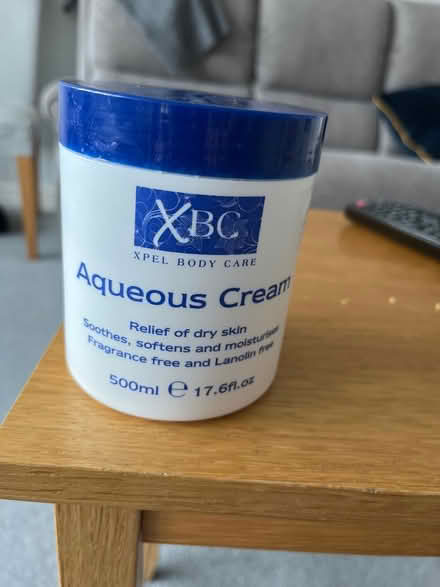 XBC
XPEL BODY CARE
Aqueous Cream
Relief of dry skin
Soothes, softens and moisturises
Fragrance free and Lanolin free
500ml ℮ 17.6fl.oz